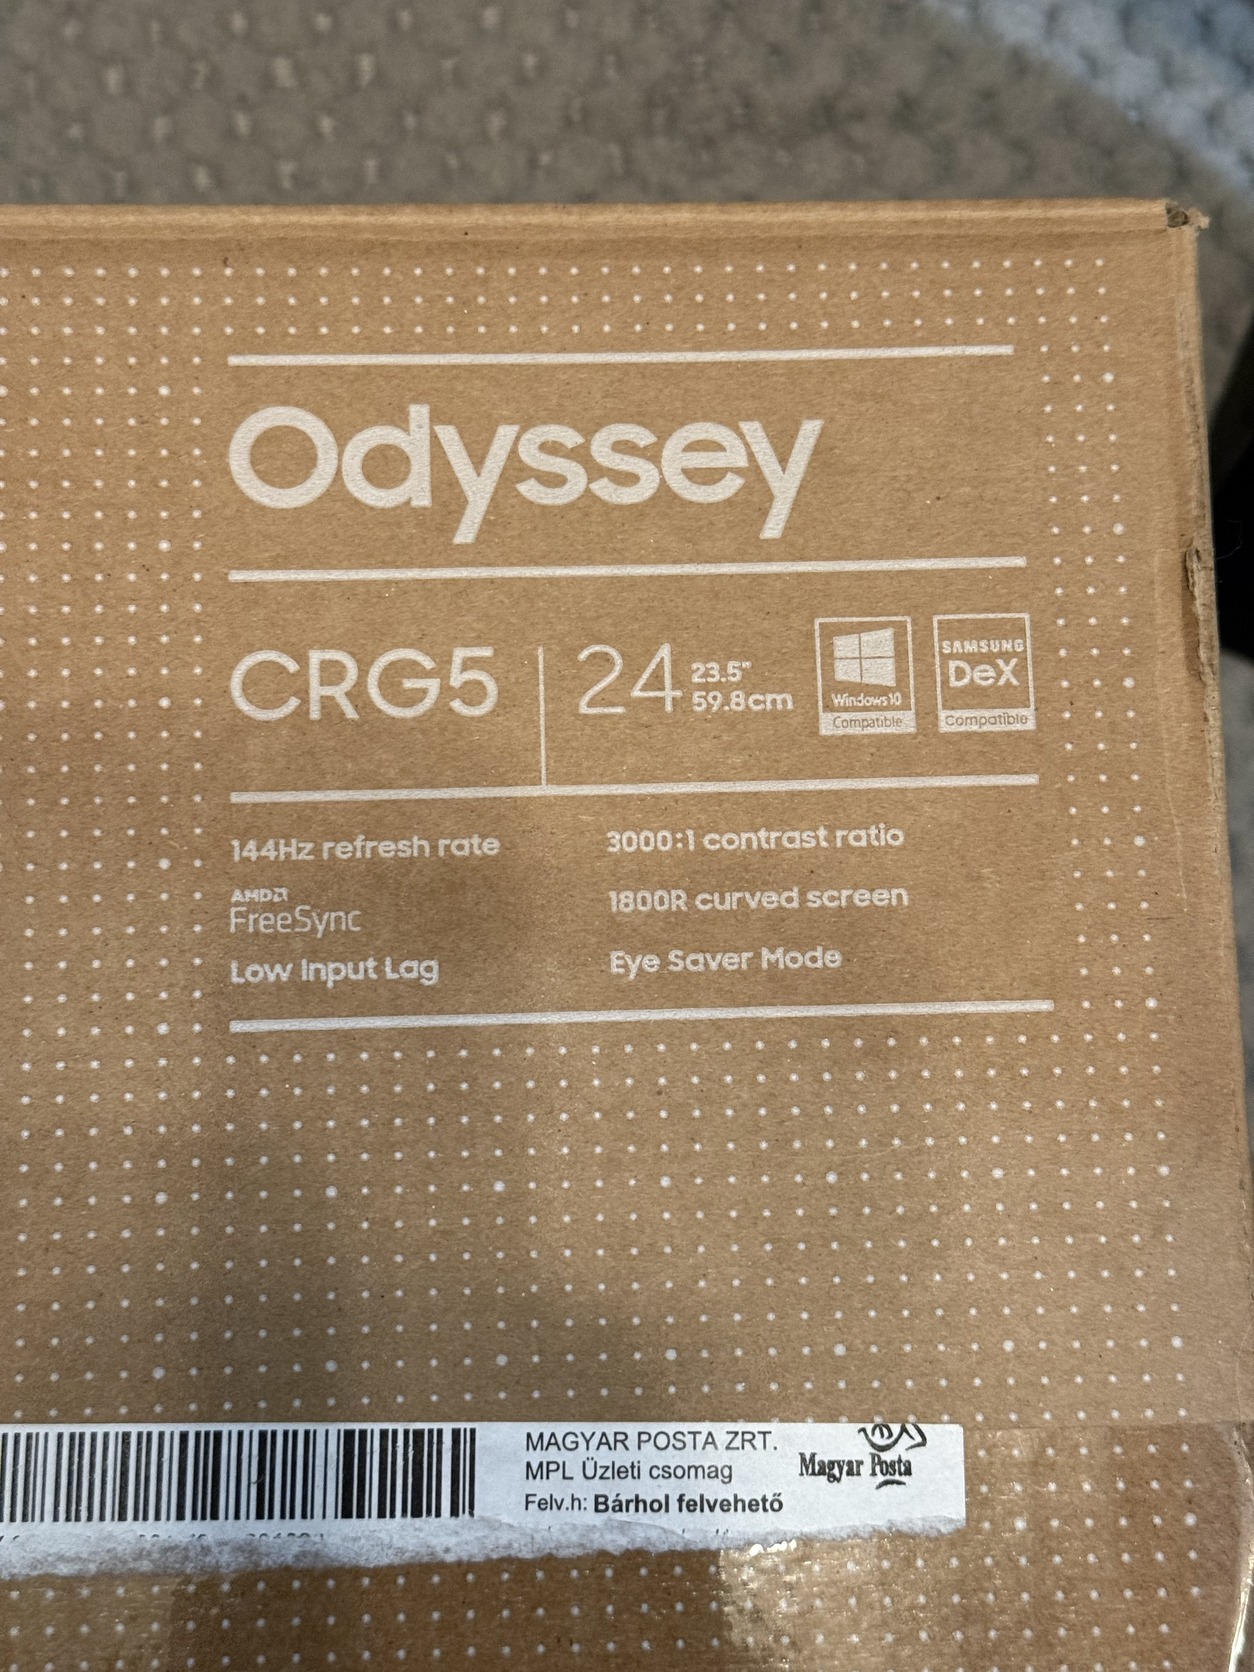 Odyssey
CRG5
24
23.5"
59.8cm
Windows 10
Compatible
SAMSUNG
DeX
Compatible
144Hz refresh rate
3000:1 contrast ratio
AMD
FreeSync
1800R curved screen
Low Input Lag
Eye Saver Mode
MAGYAR POSTA ZRT.
MPL Üzleti csomag
Felv.h: Bárhol felvehető
Magyar Posta